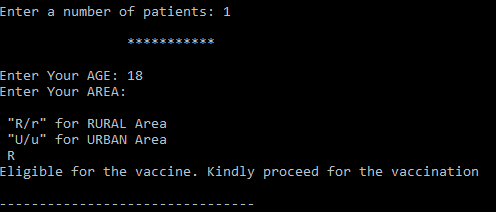 Enter a number of patients: 1
***********
Enter Your AGE: 18
Enter Your AREA:
"R/r" for RURAL Area
"U/u" for URBAN Area
R
Eligible for the vaccine. Kindly proceed for the vaccination
--------------------------------